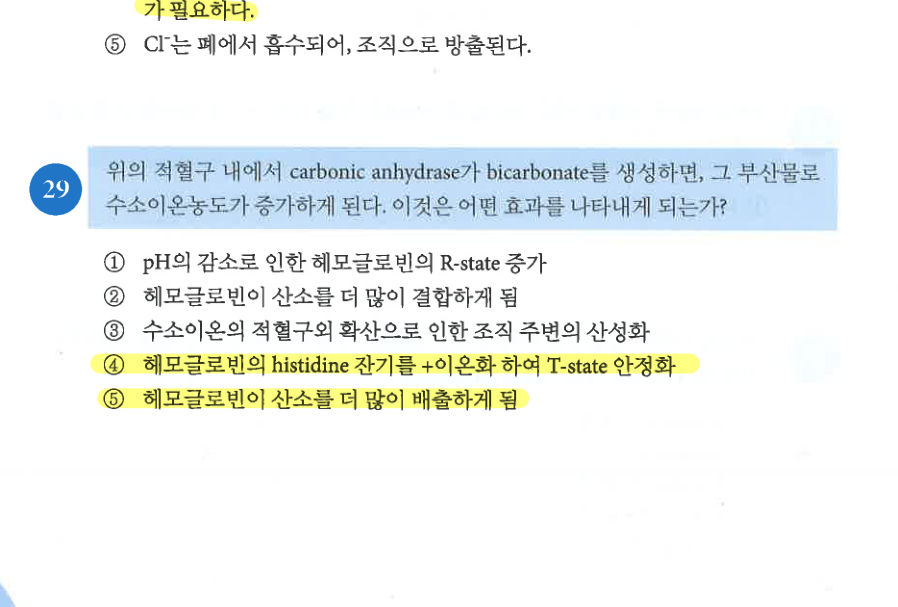 가 필요하다.
⑤ Cl⁻는 폐에서 흡수되어, 조직으로 방출된다.
29
위의 적혈구 내에서 carbonic anhydrase가 bicarbonate를 생성하면, 그 부산물로
수소이온농도가 증가하게 된다. 이것은 어떤 효과를 나타내게 되는가?
① pH의 감소로 인한 헤모글로빈의 R-state 증가
② 헤모글로빈이 산소를 더 많이 결합하게 됨
③ 수소이온의 적혈구외 확산으로 인한 조직 주변의 산성화
④ 헤모글로빈의 histidine 잔기를 +이온화 하여 T-state 안정화
⑤ 헤모글로빈이 산소를 더 많이 배출하게 됨